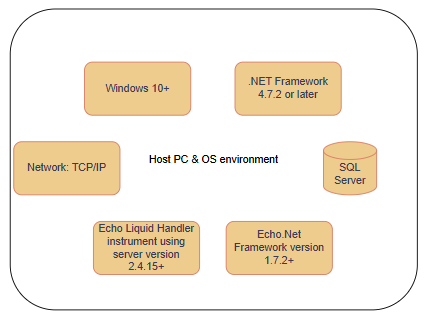 Windows 10+
.NET Framework
4.7.2 or later
Network: TCP/IP
Host PC & OS environment
SQL
Server
Echo Liquid Handler
instrument using
server version
2.4.15+
Echo.Net
Framework version
1.7.2+